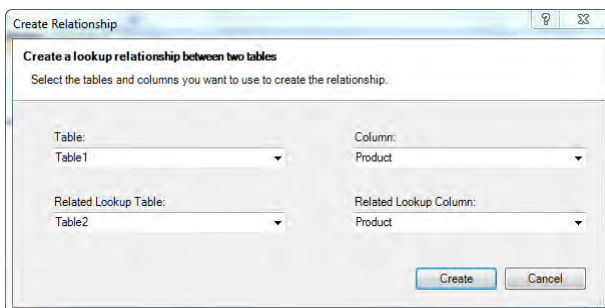 Create Relationship
Create a lookup relationship between two tables
Select the tables and columns you want to use to create the relationship.
Table: Column:
Table1 Product
Related Lookup Table: Related Lookup Column:
Table2 Product
Create Cancel